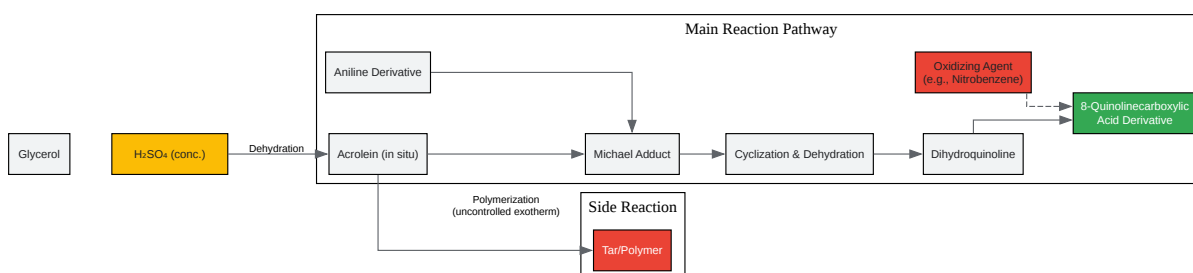 Main Reaction Pathway
Aniline Derivative
Oxidizing Agent
(e.g., Nitrobenzene)
8-Quinolinecarboxylic
Acid Derivative
Glycerol
H₂SO₄ (conc.)
Dehydration
Acrolein (in situ)
Michael Adduct
Cyclization & Dehydration
Dihydroquinoline
Polymerization
(uncontrolled exotherm)
Side Reaction
Tar/Polymer